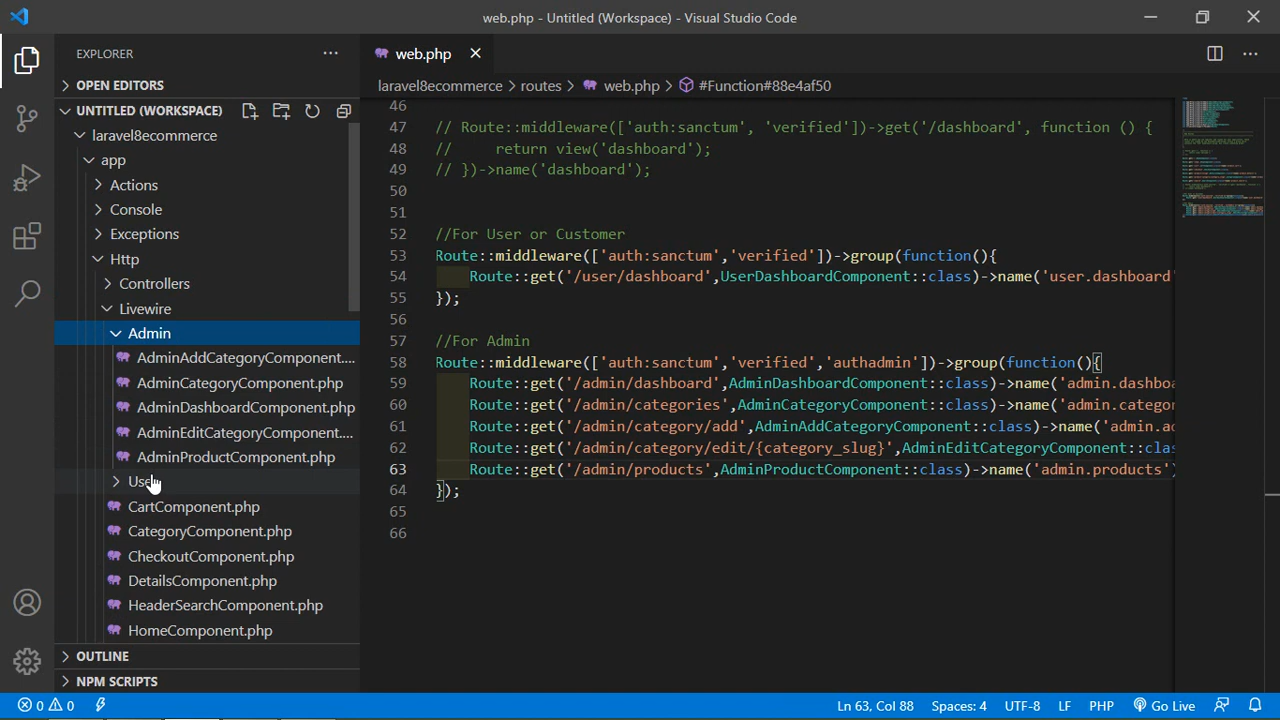 web.php - Untitled (Workspace) - Visual Studio Code
EXPLORER
web.php
OPEN EDITORS
laravel8ecommerce > routes > web.php > #Function#88e4af50
UNTITLED (WORKSPACE)
laravel8ecommerce
app
Actions
Console
Exceptions
Http
Controllers
Livewire
Admin
AdminAddCategoryComponent....
AdminCategoryComponent.php
AdminDashboardComponent.php
AdminEditCategoryComponent....
AdminProductComponent.php
CartComponent.php
CategoryComponent.php
CheckoutComponent.php
DetailsComponent.php
HeaderSearchComponent.php
HomeComponent.php
OUTLINE
NPM SCRIPTS
46
47 // Route::middleware(['auth:sanctum', 'verified'])->get('/dashboard', function () {
48 //     return view('dashboard');
49 // })->name('dashboard');
50
51
52 //For User or Customer
53 Route::middleware(['auth:sanctum','verified'])->group(function(){
54     Route::get('/user/dashboard',UserDashboardComponent::class)->name('user.dashboard'
55 });
56
57 //For Admin
58 Route::middleware(['auth:sanctum','verified','authadmin'])->group(function(){
59     Route::get('/admin/dashboard',AdminDashboardComponent::class)->name('admin.dashboa
60     Route::get('/admin/categories',AdminCategoryComponent::class)->name('admin.categor
61     Route::get('/admin/category/add',AdminAddCategoryComponent::class)->name('admin.ad
62     Route::get('/admin/category/edit/{category_slug}',AdminEditCategoryComponent::clas
63     Route::get('/admin/products',AdminProductComponent::class)->name('admin.products')
64 });
65
66
0 0 Ln 63, Col 88 Spaces: 4 UTF-8 LF PHP Go Live